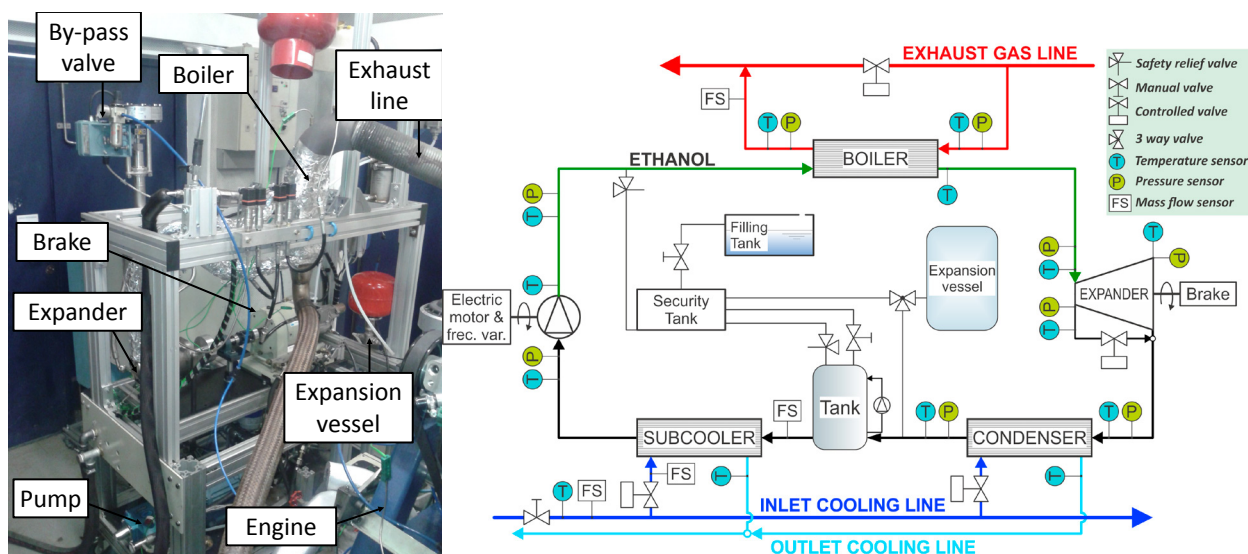 By-pass
valve
Boiler
Exhaust
line
Brake
Expander
Expansion
vessel
Pump
Engine
EXHAUST GAS LINE
FS
T
P
T
P
BOILER
T
ETHANOL
P
T
T
Filling
Tank
Security
Tank
Expansion
vessel
Electric
motor &
frec. var.
P
T
T
P
P
T
P
T
EXPANDER
Brake
Tank
FS
SUBCOOLER
T
P
CONDENSER
T
P
T
FS
T
T
FS
INLET COOLING LINE
OUTLET COOLING LINE
Safety relief valve
Manual valve
Controlled valve
3 way valve
T
Temperature sensor
P
Pressure sensor
FS
Mass flow sensor